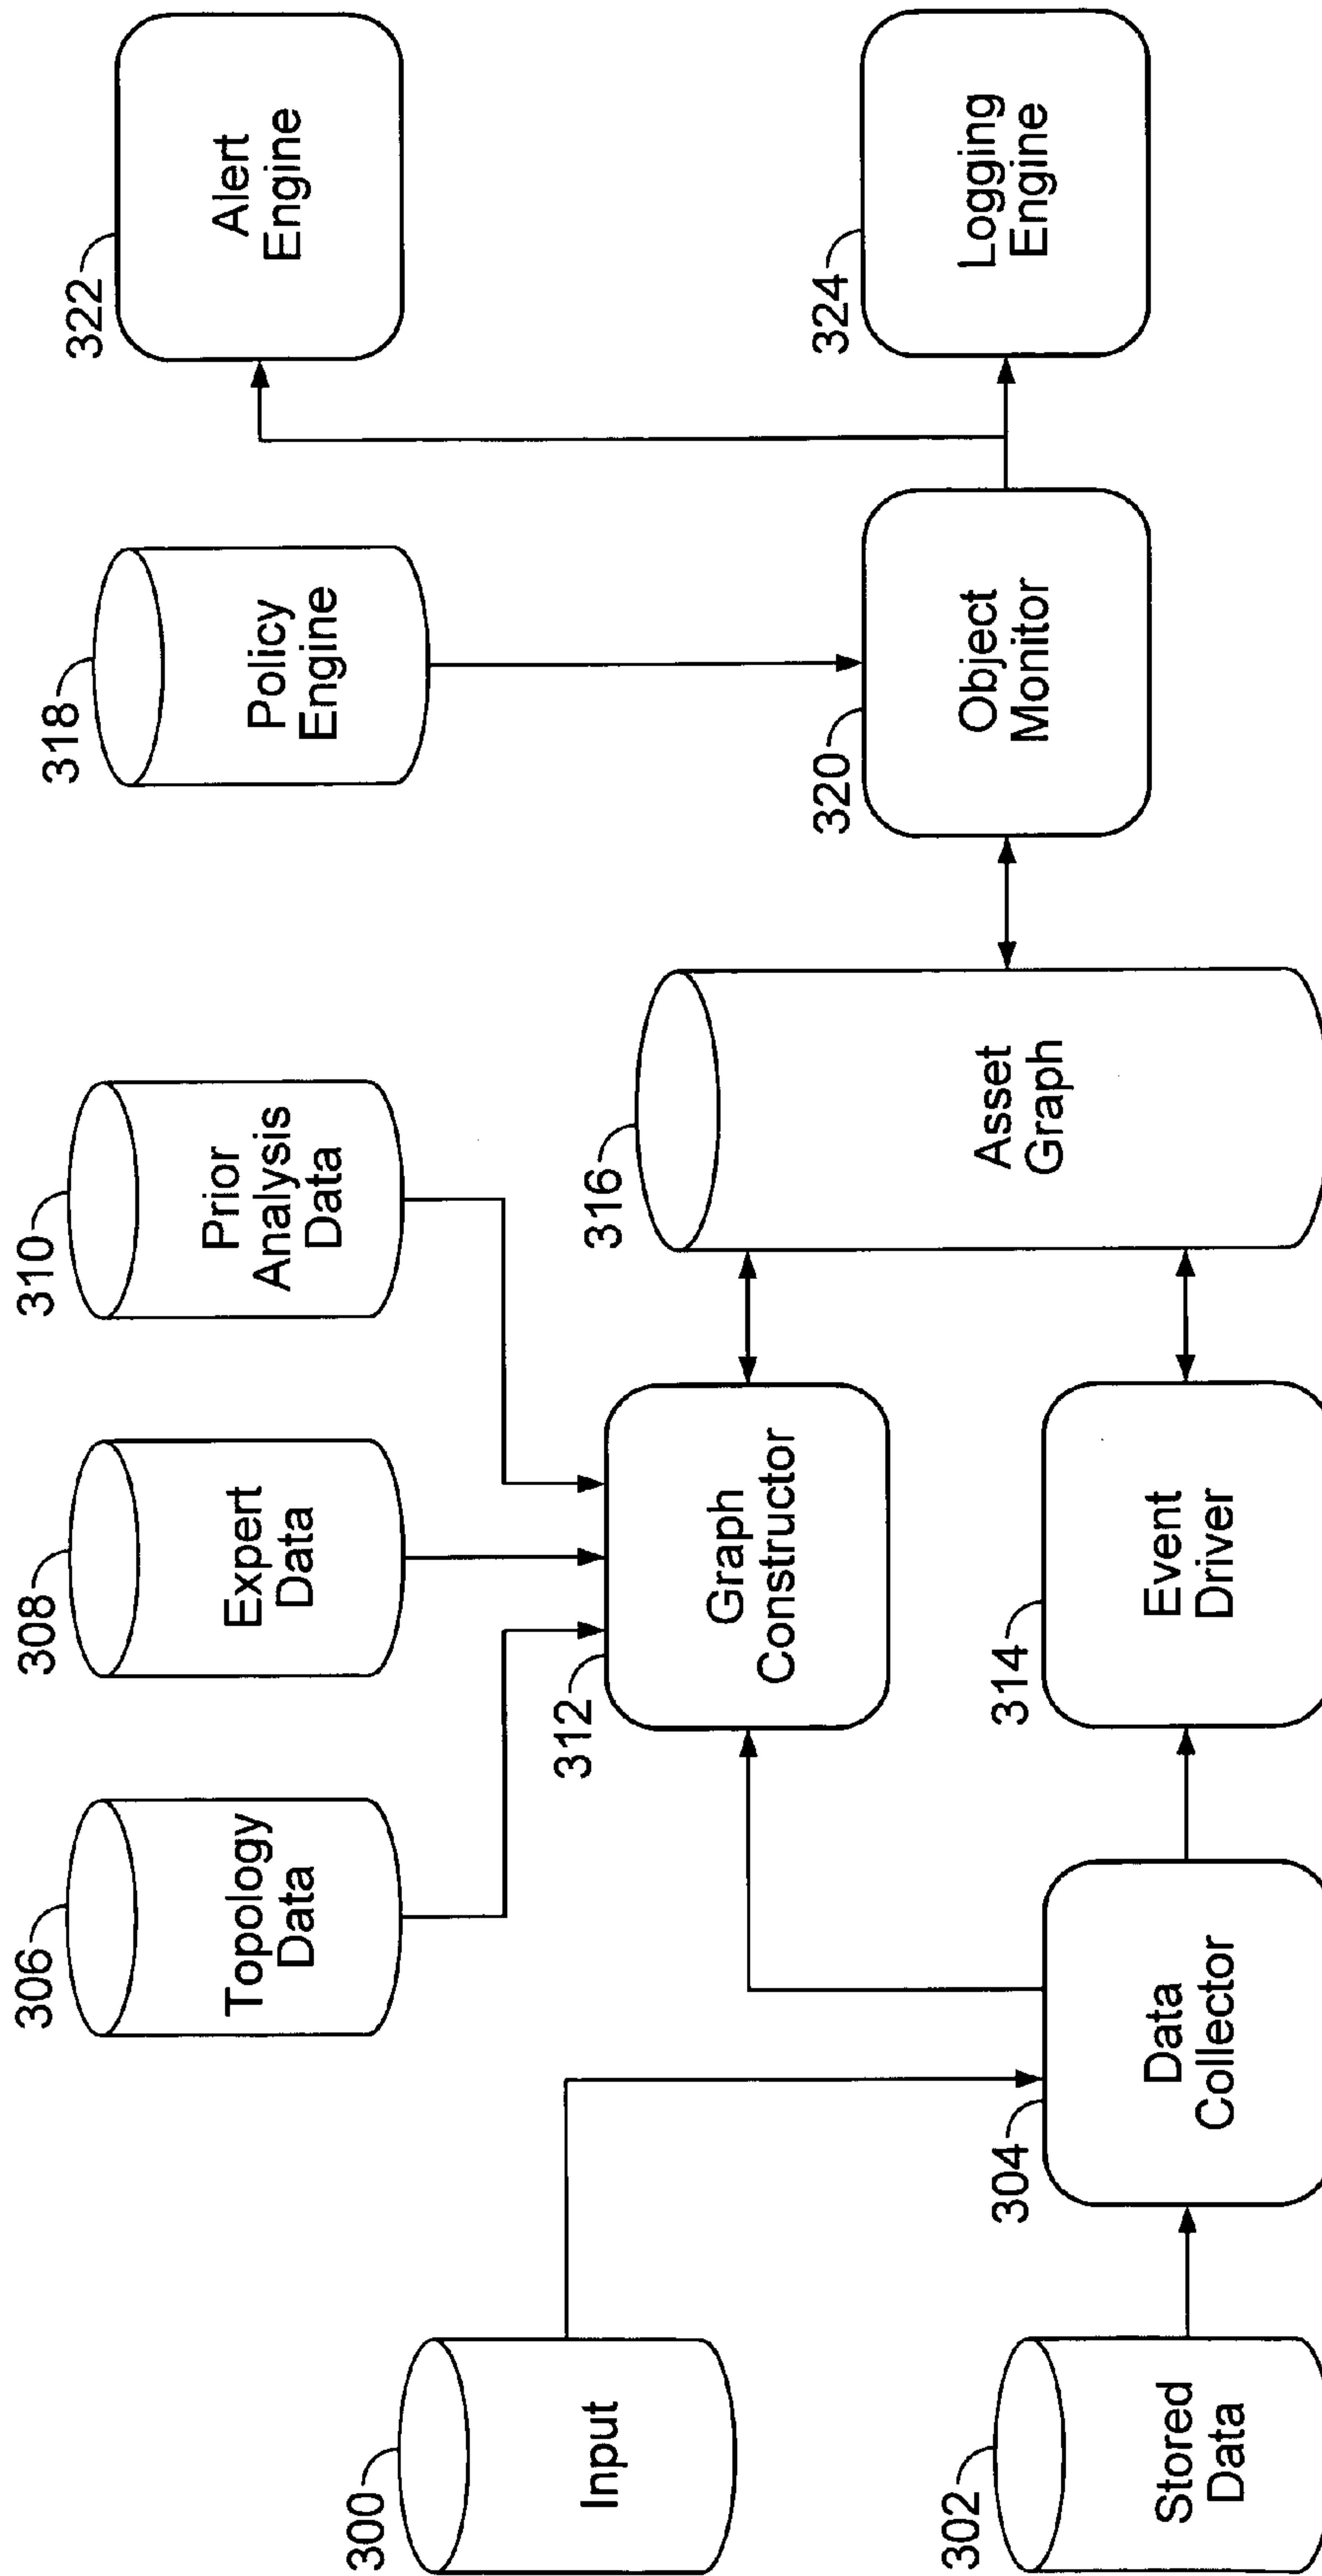 306
Topology
Data
308
Expert
Data
310
Prior
Analysis
Data
318
Policy
Engine
322
Alert
Engine
300
Input
312
Graph
Constructor
316
Asset
Graph
320
Object
Monitor
324
Logging
Engine
302
Stored
Data
304
Data
Collector
314
Event
Driver